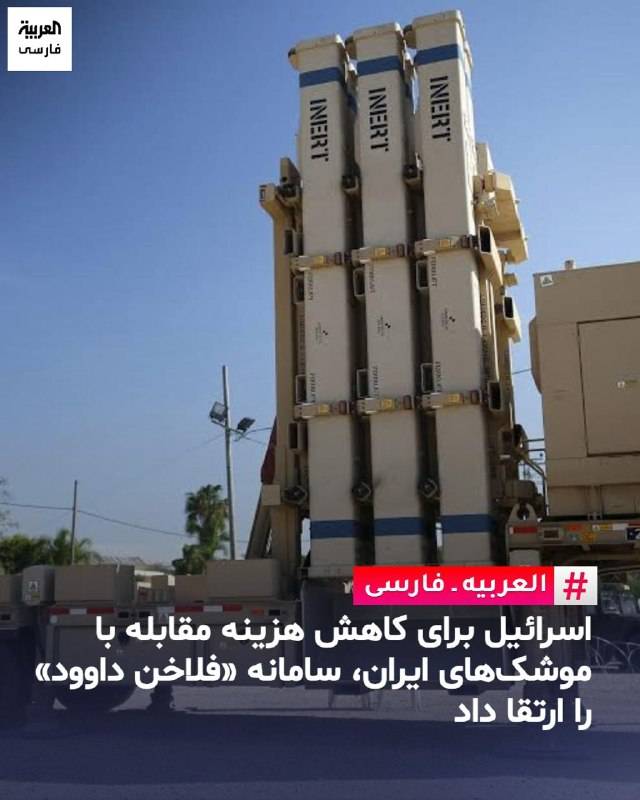 العربية
فارسی
INERT
INERT
INERT
# العربیه ـ فارسی
اسرائیل برای کاهش هزینه مقابله با
موشک‌های ایران، سامانه «فلاخن داوود»
را ارتقا داد